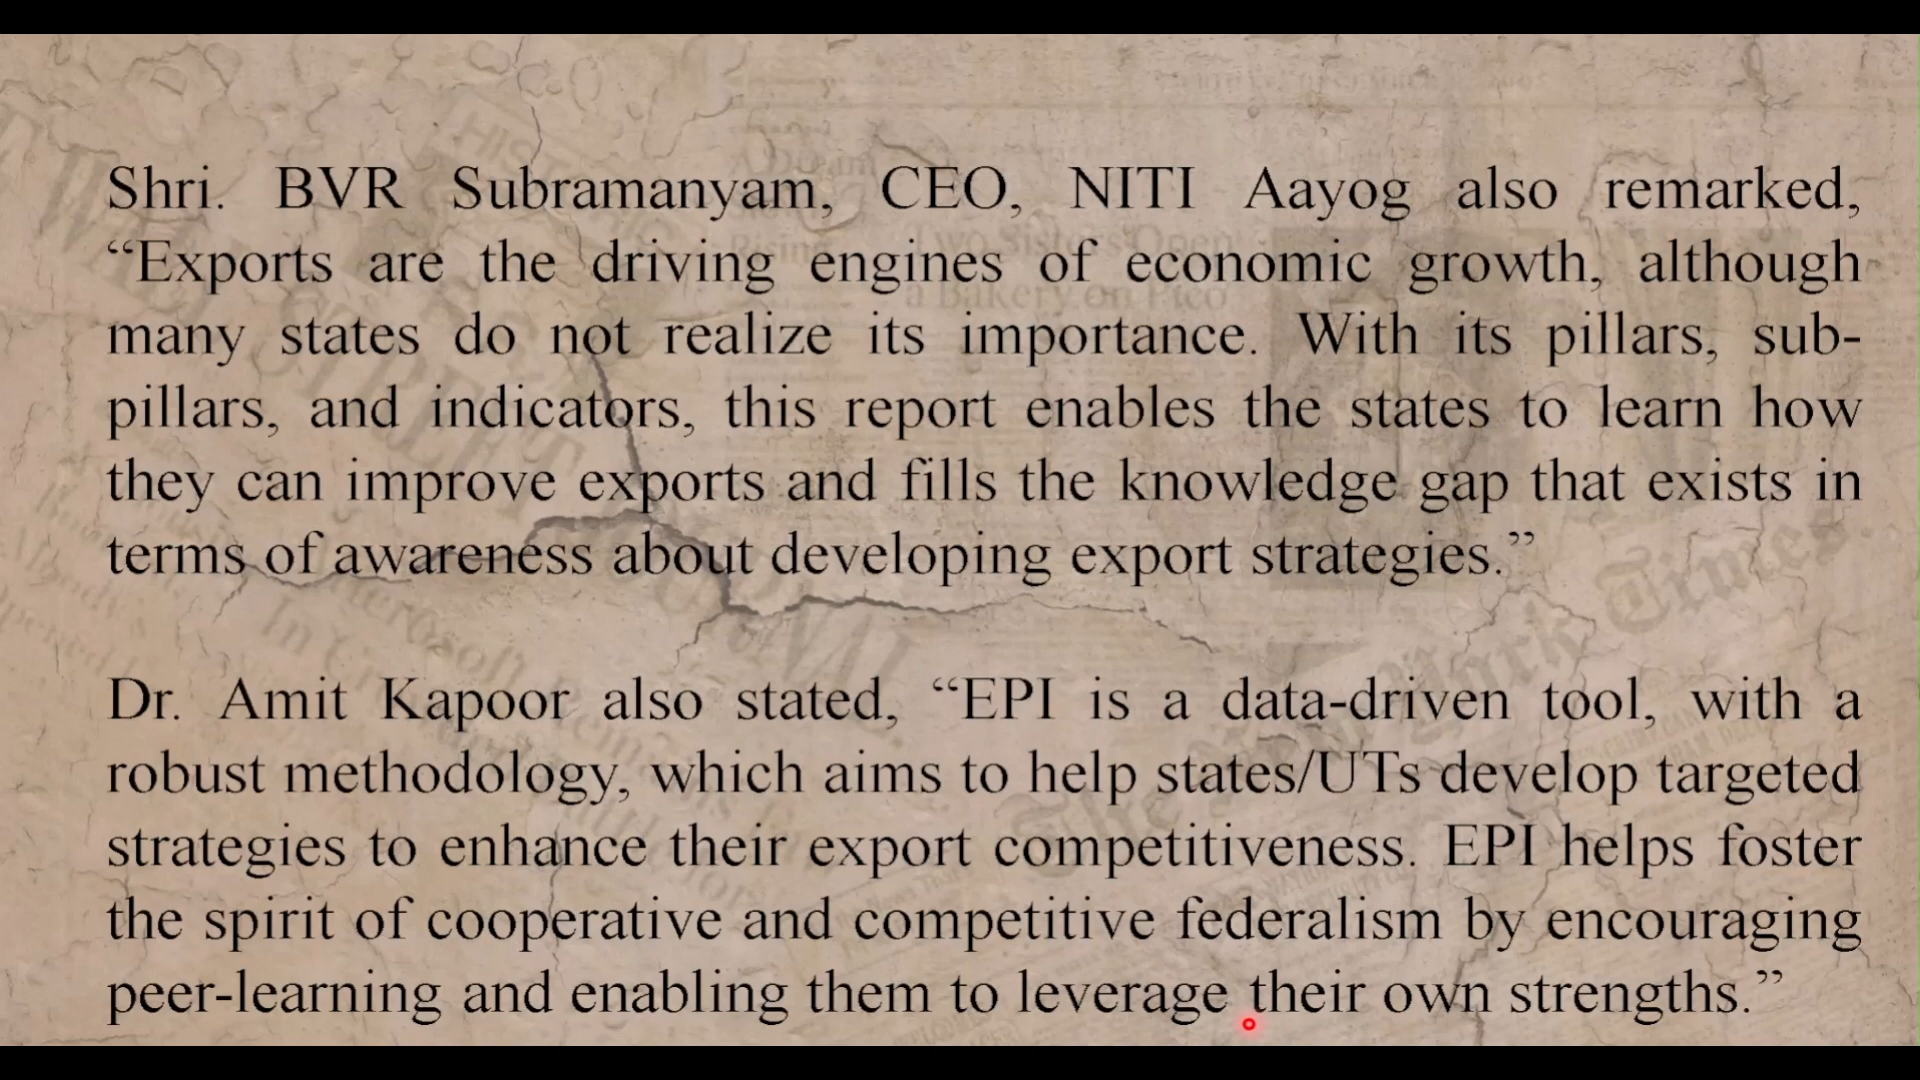 Shri. BVR Subramanyam, CEO, NITI Aayog also remarked,
“Exports are the driving engines of economic growth, although
many states do not realize its importance. With its pillars, sub-
pillars, and indicators, this report enables the states to learn how
they can improve exports and fills the knowledge gap that exists in
terms of awareness about developing export strategies.”
Dr. Amit Kapoor also stated, “EPI is a data-driven tool, with a
robust methodology, which aims to help states/UTs develop targeted
strategies to enhance their export competitiveness. EPI helps foster
the spirit of cooperative and competitive federalism by encouraging
peer-learning and enabling them to leverage their own strengths.”